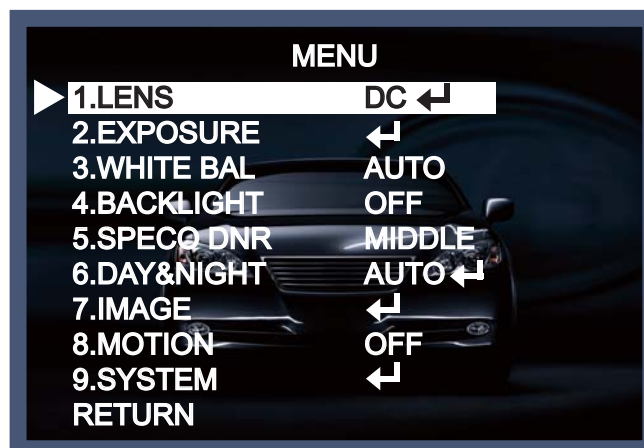 MENU
1.LENS DC ↵
2.EXPOSURE ↵
3.WHITE BAL AUTO
4.BACKLIGHT OFF
5.SPECO DNR MIDDLE
6.DAY&NIGHT AUTO ↵
7.IMAGE ↵
8.MOTION OFF
9.SYSTEM ↵
RETURN